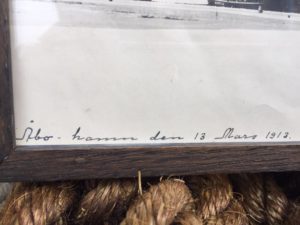 Åbo - hamn den 13 Mars 1913.